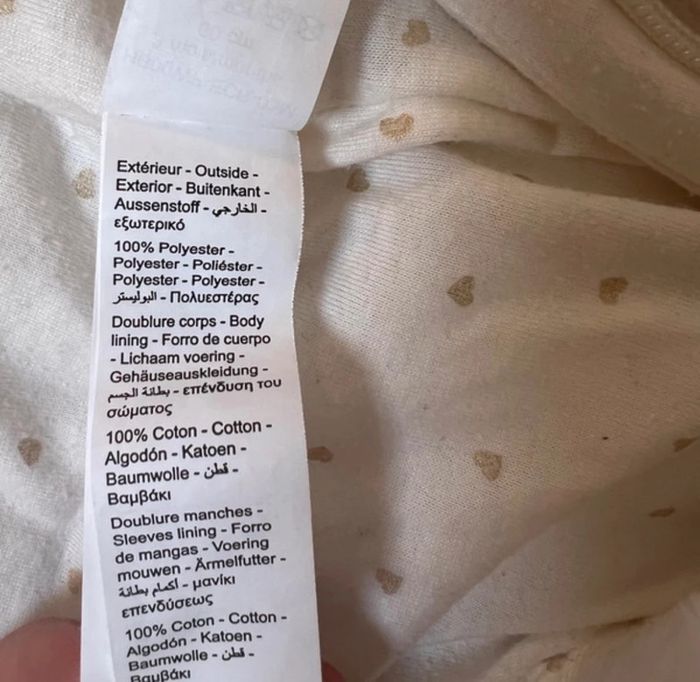 Extérieur - Outside -
Exterior - Buitenkant -
Aussenstoff - الخارجي -
εξωτερικό
100% Polyester -
Polyester - Poliéster -
Polyester - Polyester -
البوليستر - Πολυεστέρας
Doublure corps - Body
lining - Forro de cuerpo
- Lichaam voering -
Gehäuseauskleidung -
بطانة الجسم - επένδυση του
σώματος
100% Coton - Cotton -
Algodón - Katoen -
Baumwolle - قطن -
Βαμβάκι
Doublure manches -
Sleeves lining - Forro
de mangas - Voering
mouwen - Ärmelfutter -
أكمام بطانة - μανίκι
επενδύσεως
100% Coton - Cotton -
Algodón - Katoen -
Baumwolle - قطن -
Βαμβάκι